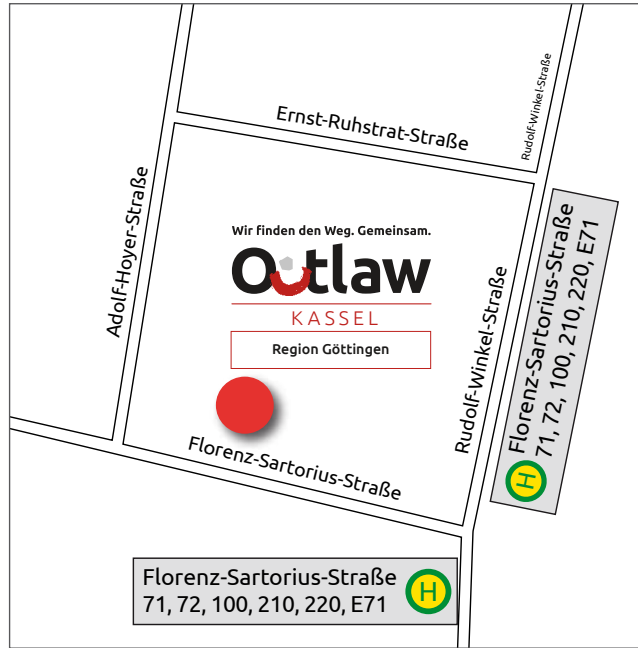 Rudolf-Winkel-Straße
Ernst-Ruhstrat-Straße
Adolf-Hoyer-Straße
Wir finden den Weg. Gemeinsam.
Outlaw
KASSEL
Region Göttingen
Rudolf-Winkel-Straße
Florenz-Sartorius-Straße
71, 72, 100, 210, 220, E71
H
Florenz-Sartorius-Straße
Florenz-Sartorius-Straße
71, 72, 100, 210, 220, E71
H